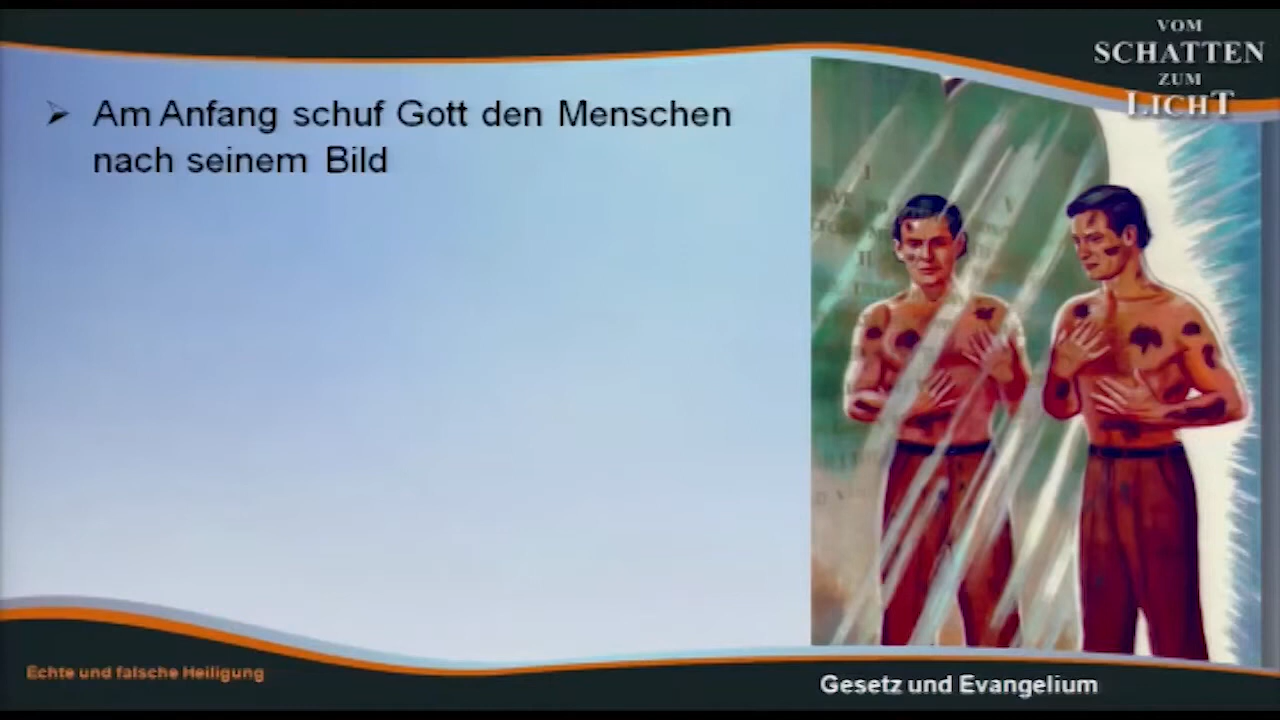 VOM
SCHATTEN
ZUM
LICHT
Am Anfang schuf Gott den Menschen
nach seinem Bild
I
II
V
Echte und falsche Heiligung
Gesetz und Evangelium